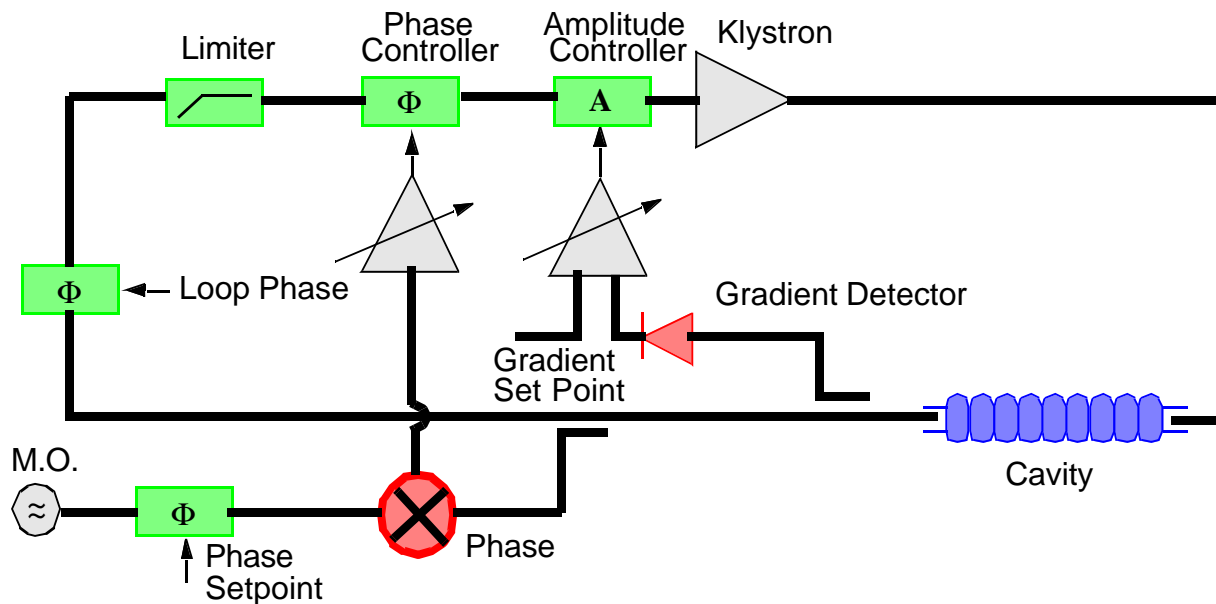 Limiter
Phase
Controller
Amplitude
Controller
Klystron
Φ
A
Φ
Loop Phase
Gradient Detector
Gradient
Set Point
Cavity
M.O.
≈
Φ
Phase
Phase
Setpoint